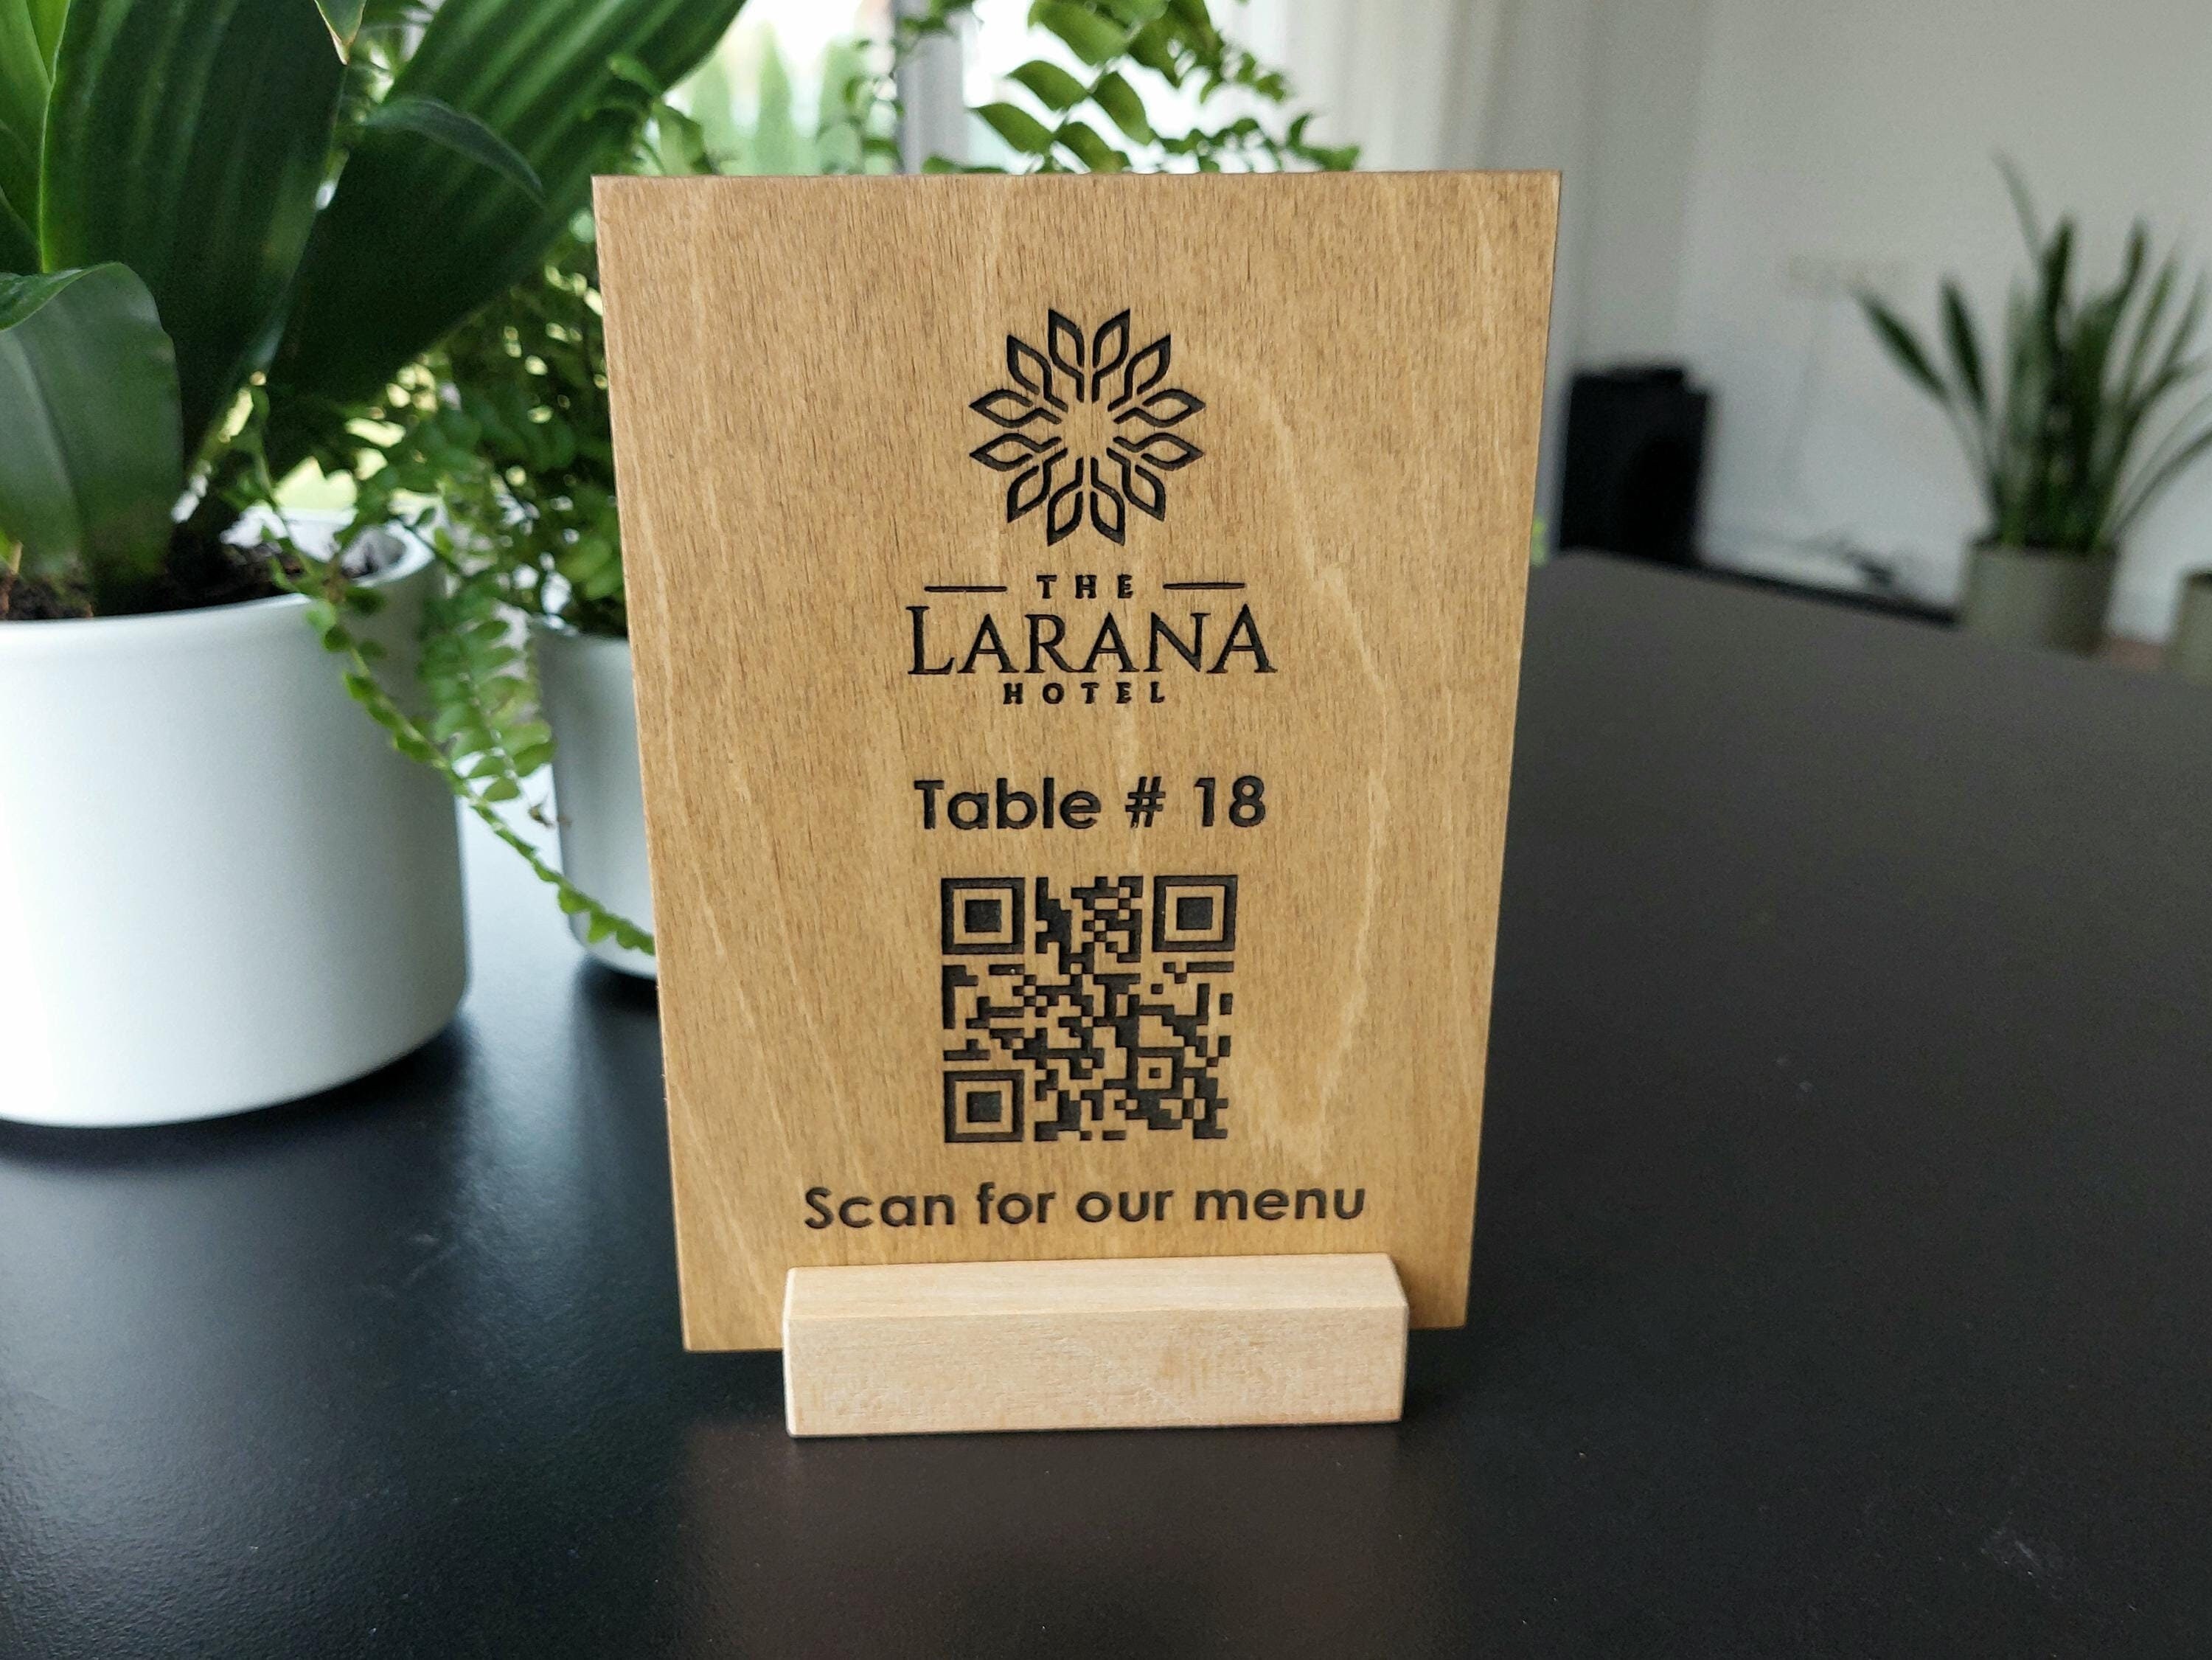 THE
LARANA
HOTEL
Table # 18
Scan for our menu